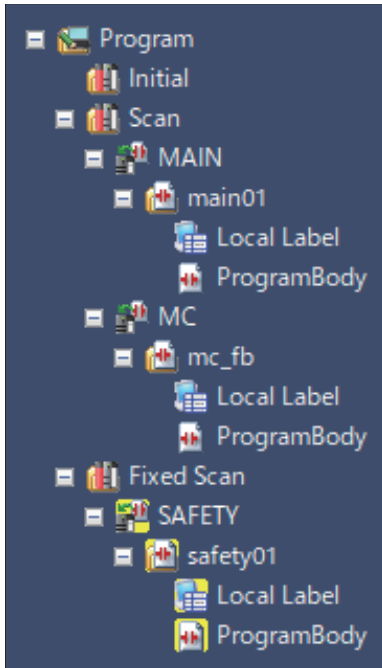 Program
Initial
Scan
MAIN
main01
Local Label
ProgramBody
MC
mc_fb
Local Label
ProgramBody
Fixed Scan
SAFETY
safety01
Local Label
ProgramBody